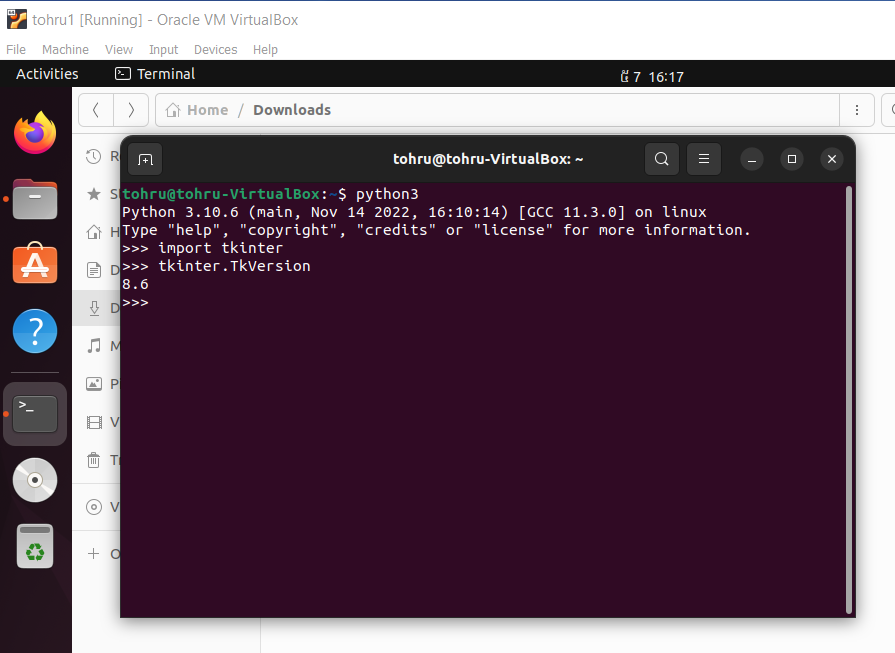 tohru1 [Running] - Oracle VM VirtualBox
File Machine View Input Devices Help
Activities Terminal 7 16:17
Home / Downloads
tohru@tohru-VirtualBox: ~
tohru@tohru-VirtualBox:~$ python3
Python 3.10.6 (main, Nov 14 2022, 16:10:14) [GCC 11.3.0] on linux
Type "help", "copyright", "credits" or "license" for more information.
>>> import tkinter
>>> tkinter.TkVersion
8.6
>>>